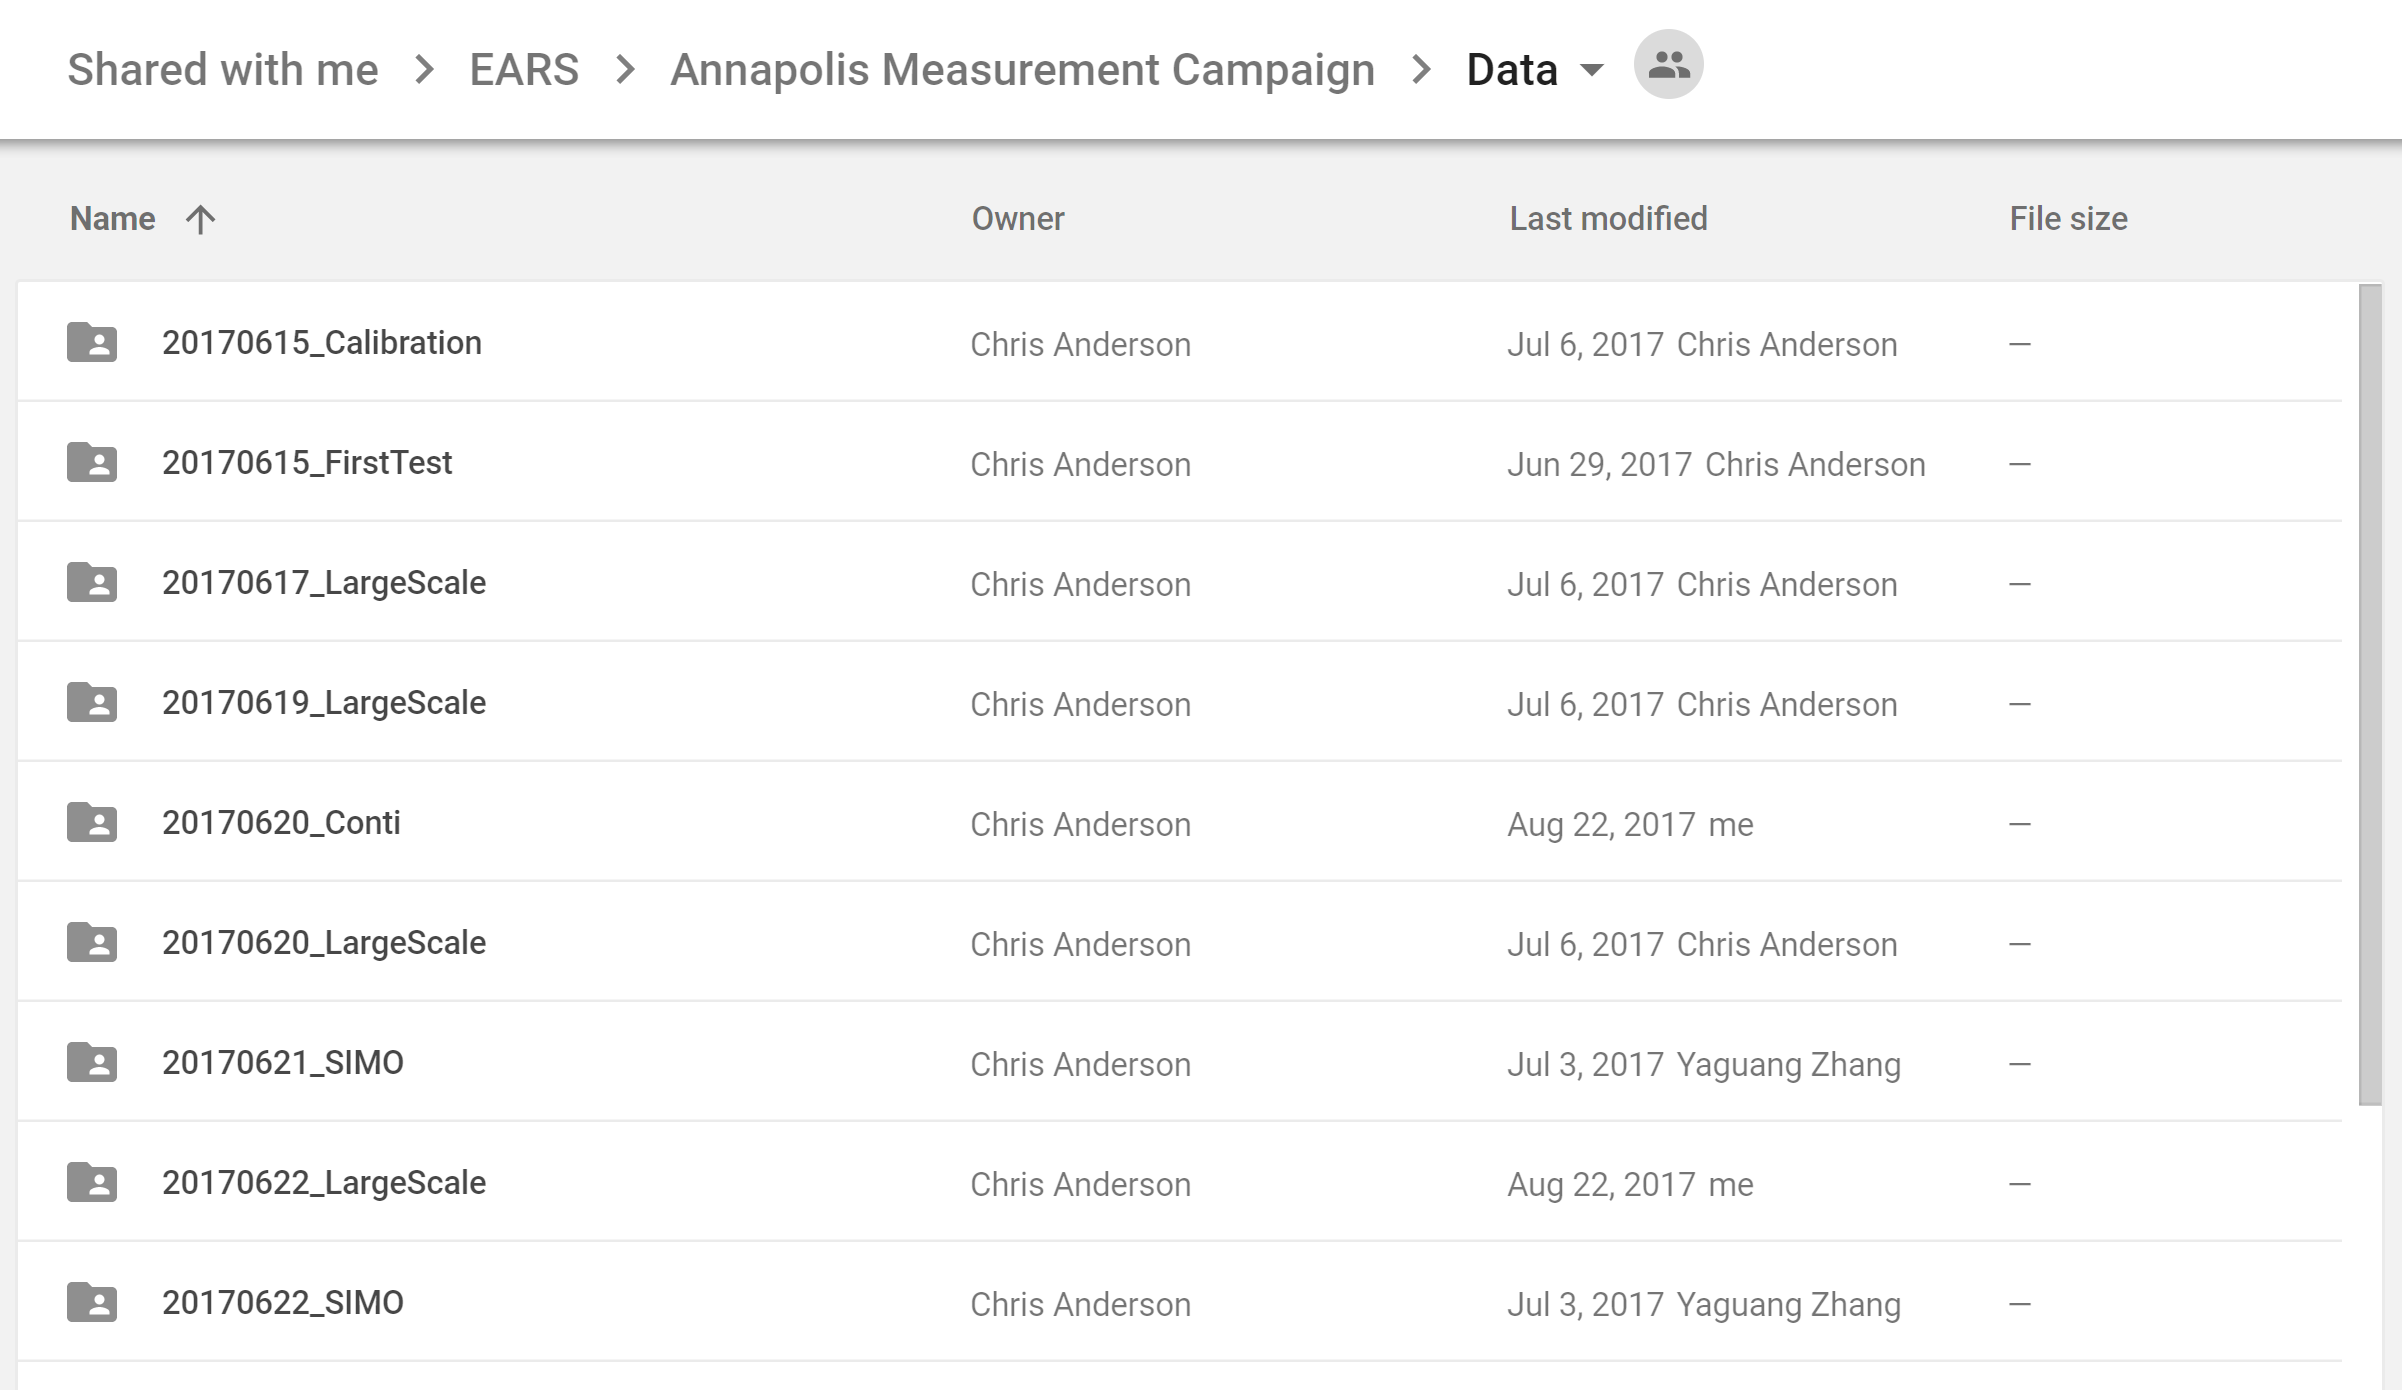 Shared with me > EARS > Annapolis Measurement Campaign > Data
Name Owner Last modified File size
20170615_Calibration Chris Anderson Jul 6, 2017 Chris Anderson —
20170615_FirstTest Chris Anderson Jun 29, 2017 Chris Anderson —
20170617_LargeScale Chris Anderson Jul 6, 2017 Chris Anderson —
20170619_LargeScale Chris Anderson Jul 6, 2017 Chris Anderson —
20170620_Conti Chris Anderson Aug 22, 2017 me —
20170620_LargeScale Chris Anderson Jul 6, 2017 Chris Anderson —
20170621_SIMO Chris Anderson Jul 3, 2017 Yaguang Zhang —
20170622_LargeScale Chris Anderson Aug 22, 2017 me —
20170622_SIMO Chris Anderson Jul 3, 2017 Yaguang Zhang —